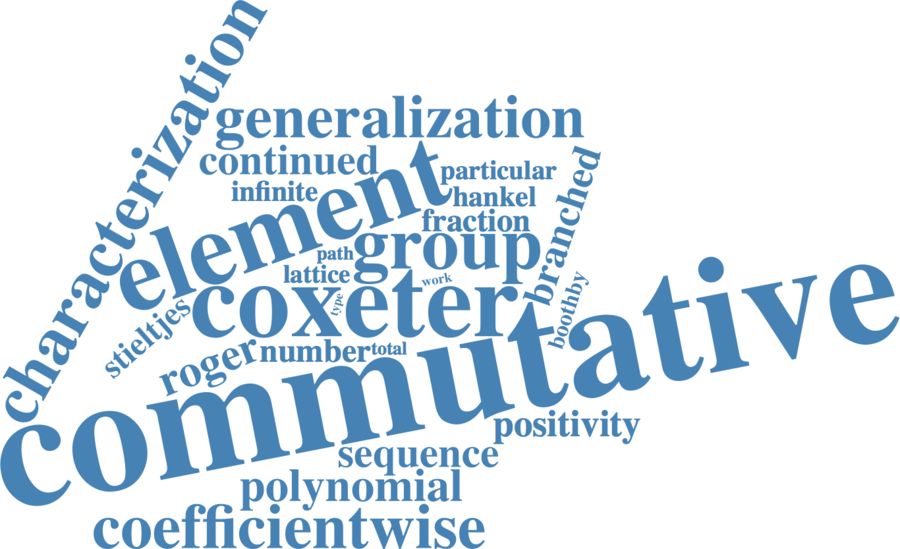 characterization
generalization
continued
particular
infinite
element
hankel
branched
fraction
group
path
lattice
work
coxeter
type
boothby
stieltjes
roger
number
total
commutative
positivity
sequence
polynomial
coefficientwise